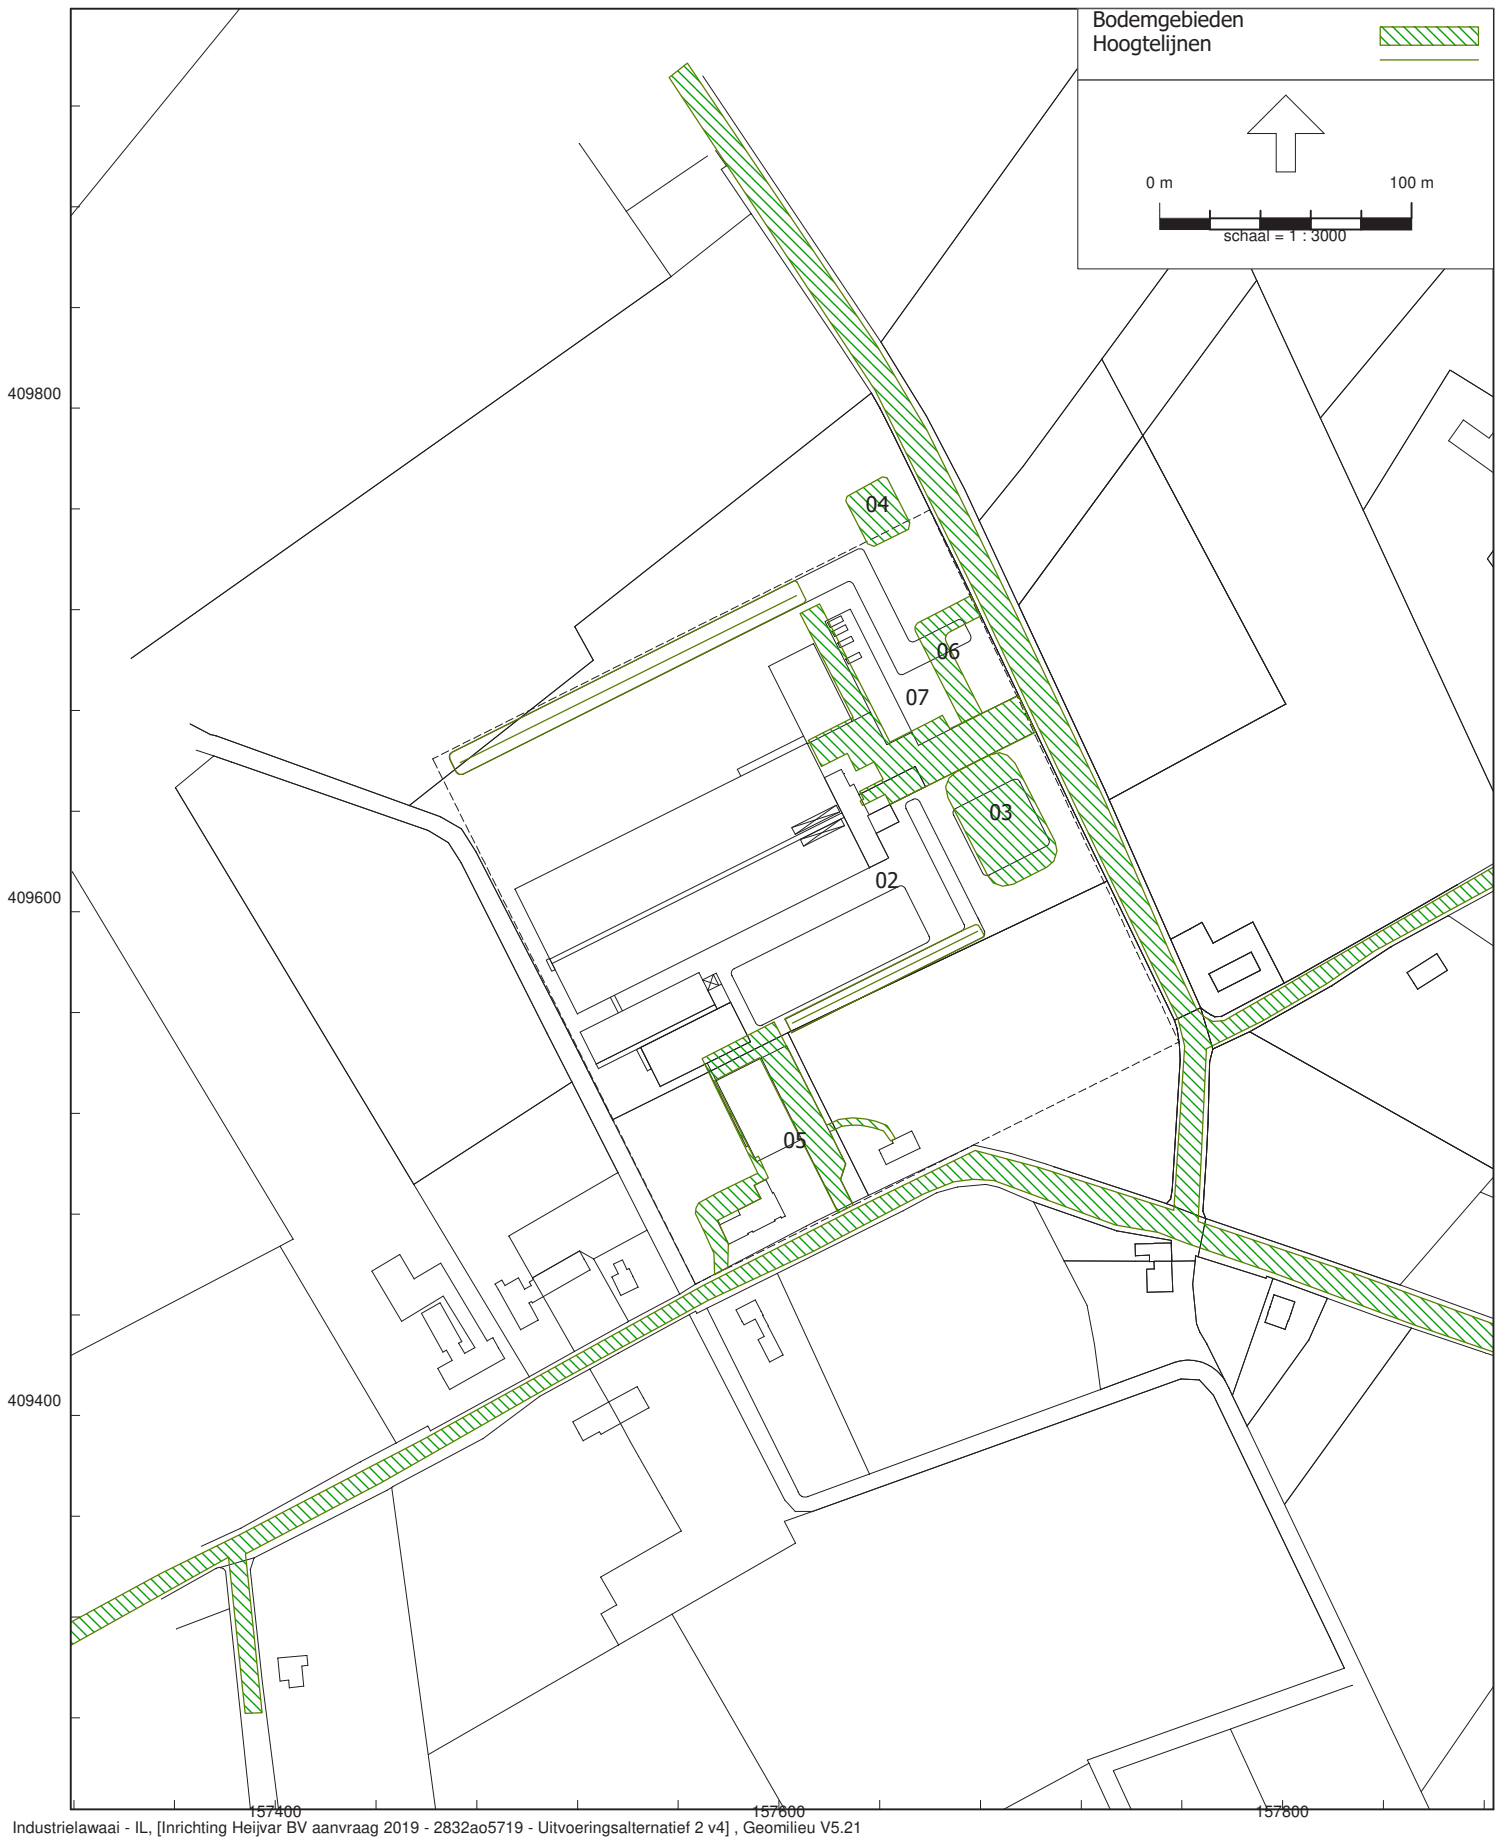 Bodemgebieden
Hoogtelijnen
0 m 100 m
schaal = 1 : 3000
409800
04
06
07
03
409600
02
05
409400
157400 157600 157800
Industrielawaai - IL, [Inrichting Heijvar BV aanvraag 2019 - 2832ao5719 - Uitvoeringsalternatief 2 v4] , Geomilieu V5.21